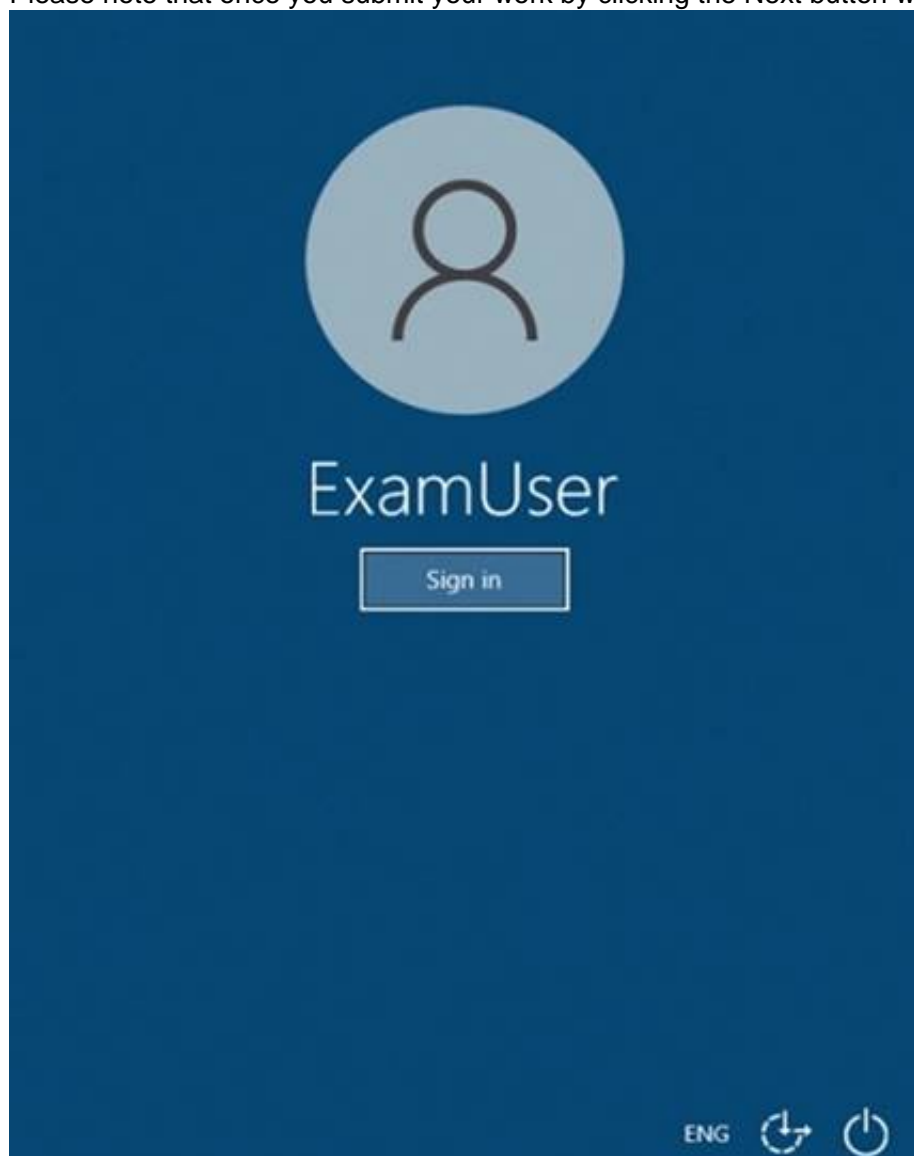 Please note that once you submit your work by clicking the Next button w
ExamUser
Sign in
ENG